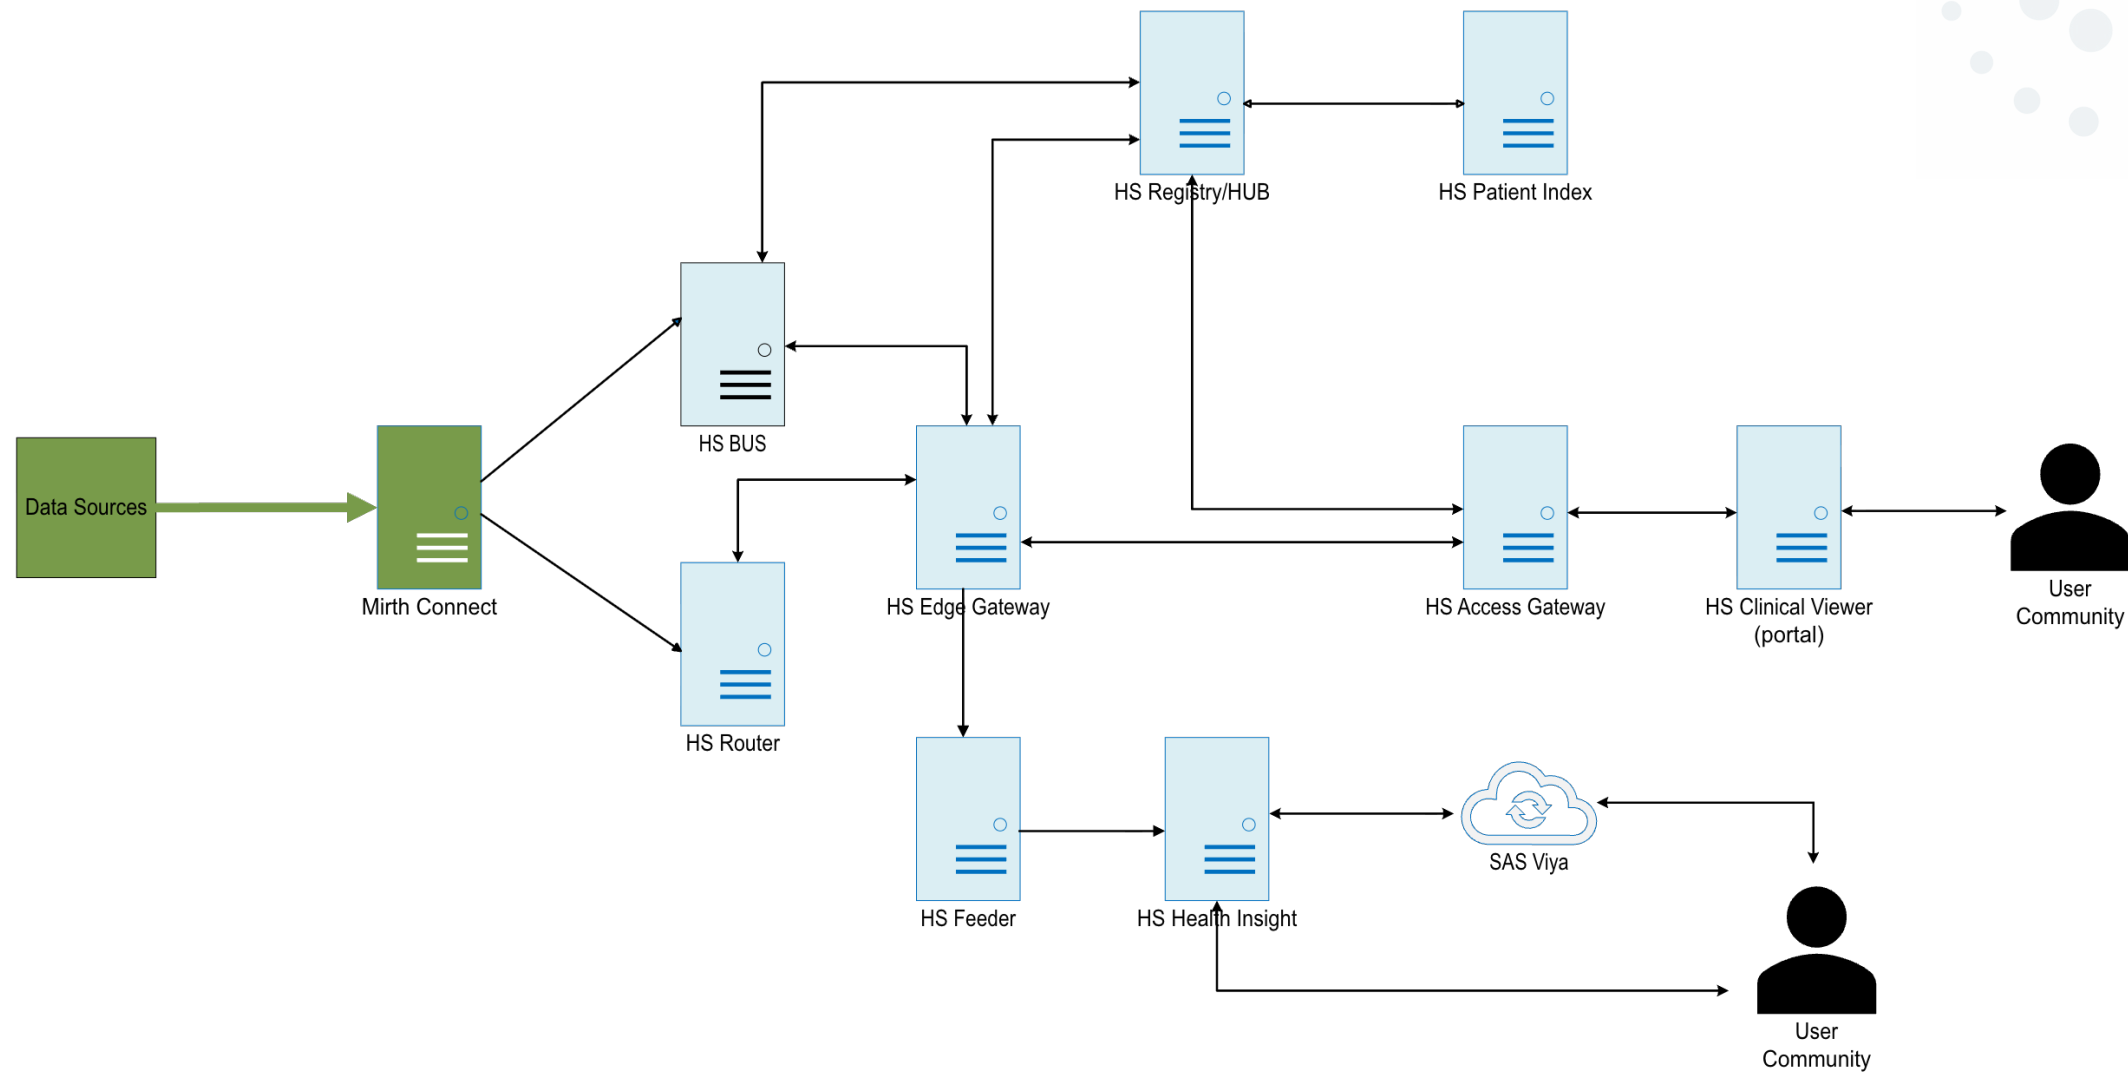 HS Registry/HUB
HS Patient Index
HS BUS
Data Sources
Mirth Connect
HS Edge Gateway
HS Access Gateway
HS Clinical Viewer
(portal)
User
Community
HS Router
HS Feeder
HS Health Insight
SAS Viya
User
Community